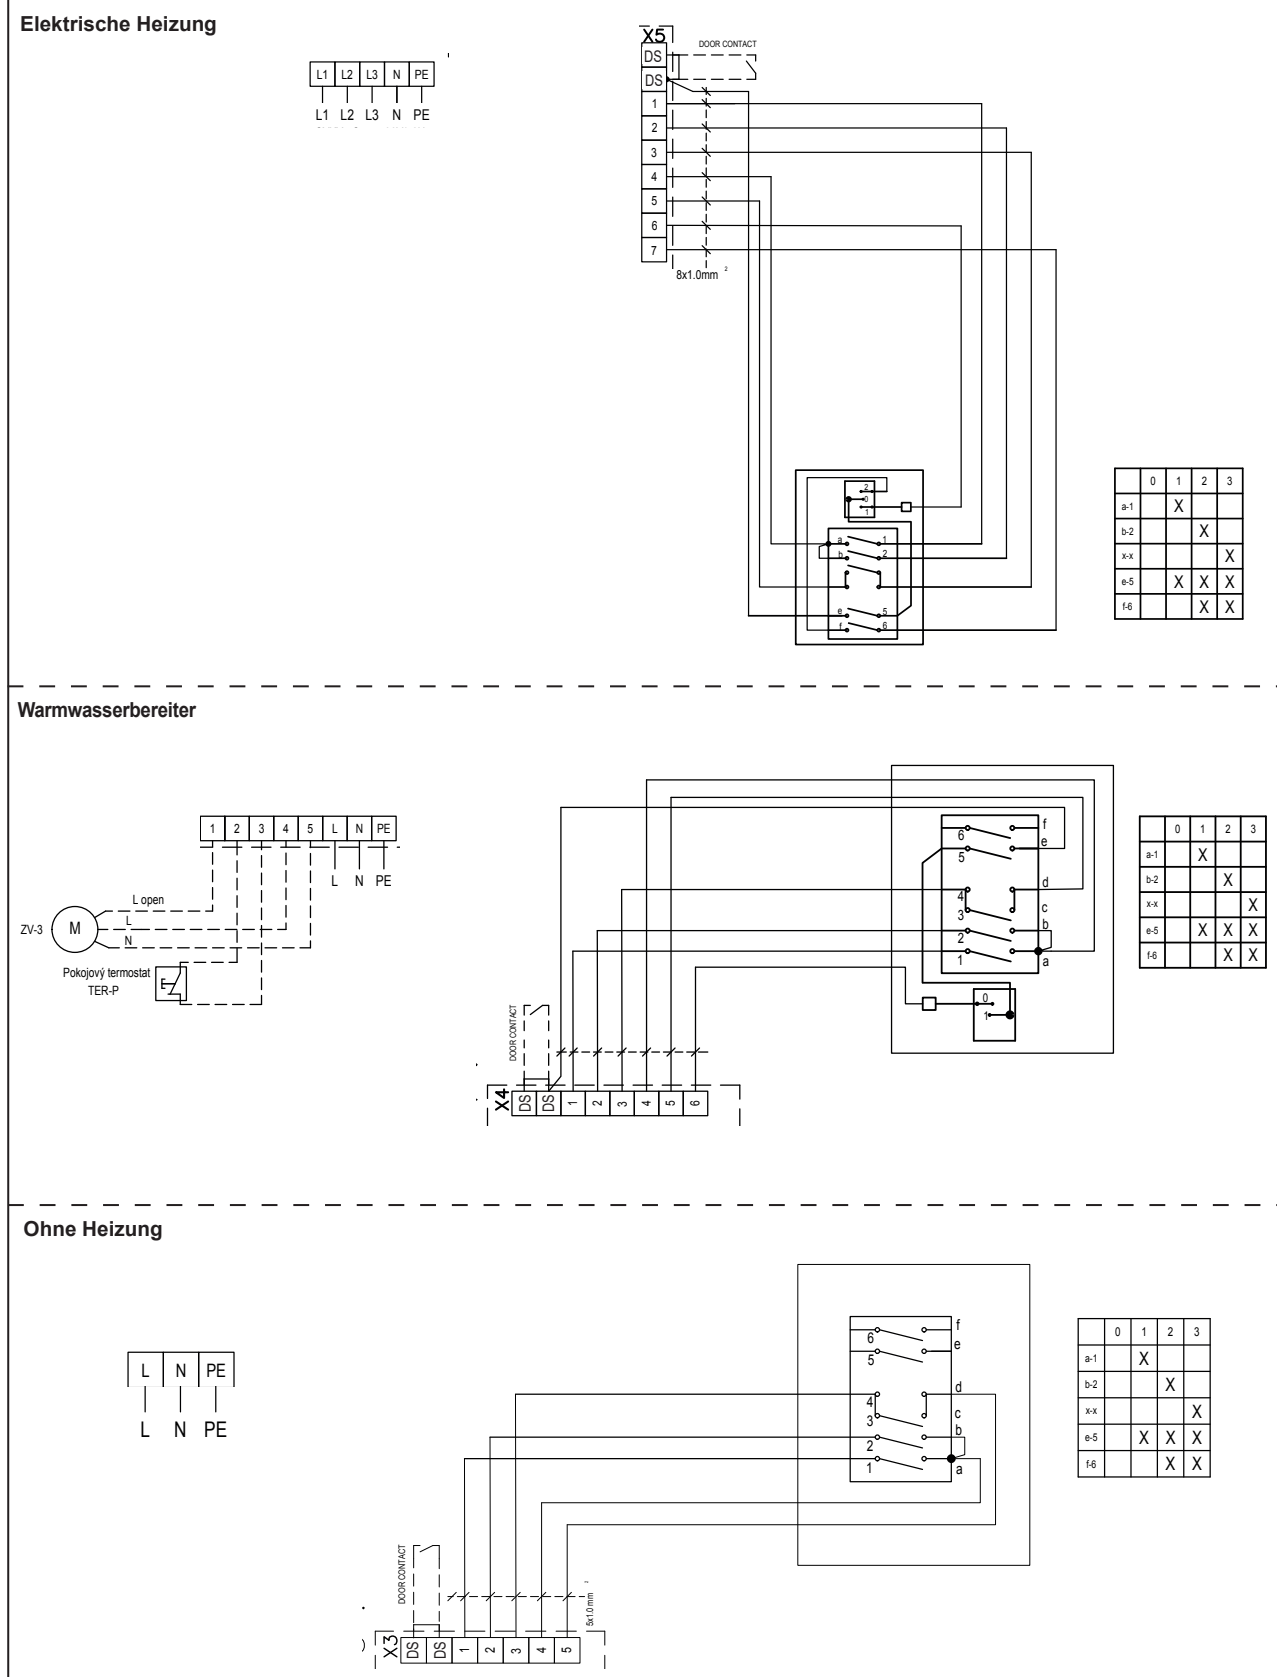 Elektrische Heizung
L1 L2 L3 N PE
L1 L2 L3 N PE
X5
DOOR CONTACT
DS
DS
1
2
3
4
5
6
7
8x1.0mm 2
2
0
1
a 1
b 2
e 5
f 6
0 1 2 3
a-1 X
b-2 X
x-x X
e-5 X X X
f-6 X X
Warmwasserbereiter
1 2 3 4 5 L N PE
L N PE
L open
L
N
ZV-3
M
Pokojový termostat
TER-P
6 f
5 e
4 d
3 c
2 b
1 a
0
1
DOOR CONTACT
X4 DS DS 1 2 3 4 5 6
0 1 2 3
a-1 X
b-2 X
x-x X
e-5 X X X
f-6 X X
Ohne Heizung
L N PE
L N PE
6 f
5 e
4 d
3 c
2 b
1 a
DOOR CONTACT
5x1.0 mm 2
X3 DS DS 1 2 3 4 5
0 1 2 3
a-1 X
b-2 X
x-x X
e-5 X X X
f-6 X X